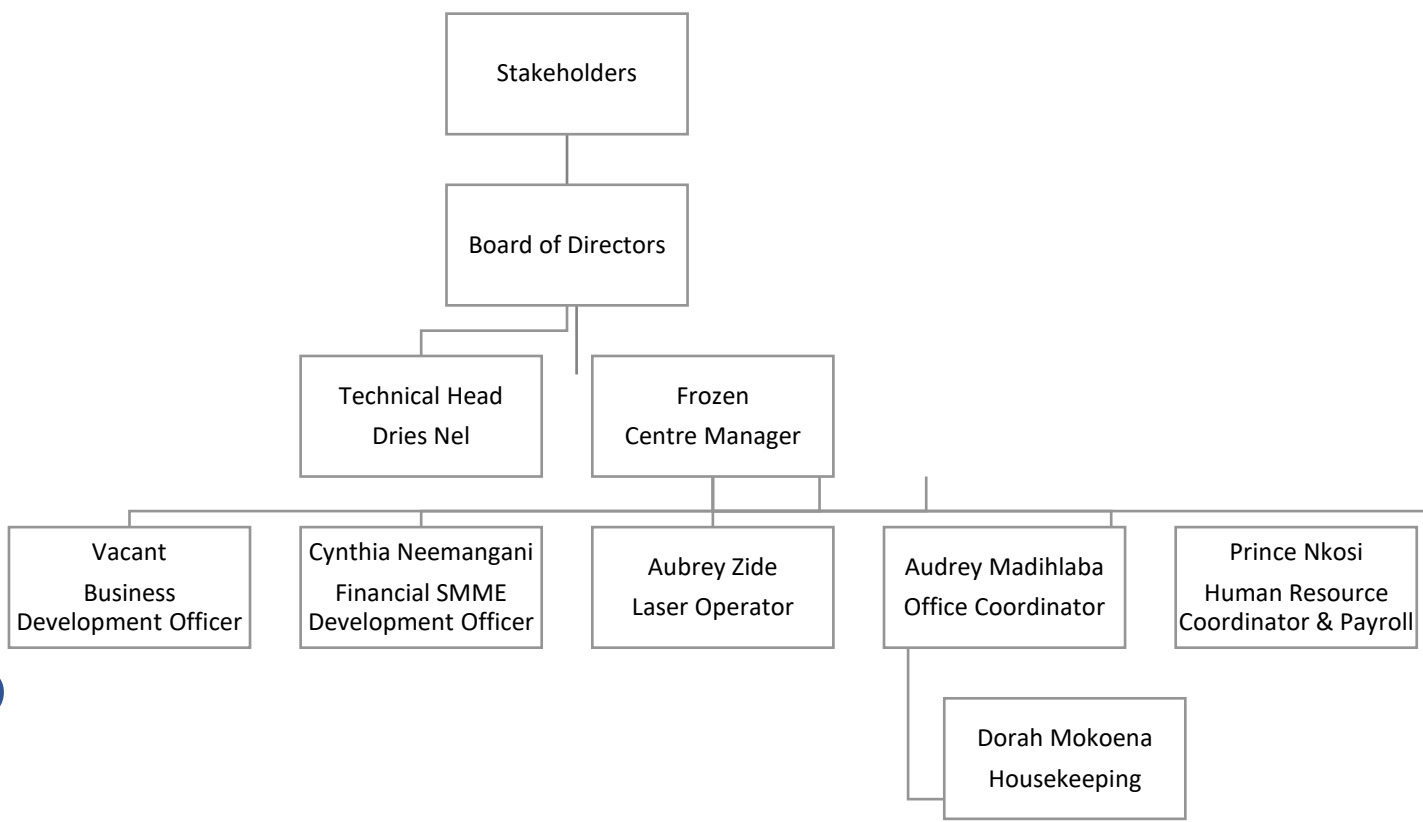 Stakeholders
Board of Directors
Technical Head
Dries Nel
Frozen
Centre Manager
Vacant
Business
Development Officer
Cynthia Neemangani
Financial SMME
Development Officer
Aubrey Zide
Laser Operator
Audrey Madihlaba
Office Coordinator
Prince Nkosi
Human Resource
Coordinator & Payroll
Dorah Mokoena
Housekeeping